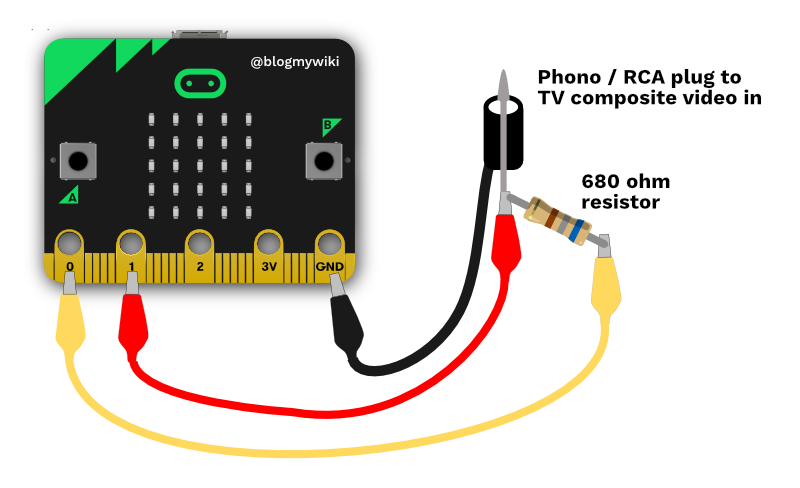 @blogmywiki
Phono / RCA plug to
TV composite video in
B
A
680 ohm
resistor
0
1
2
3V
GND